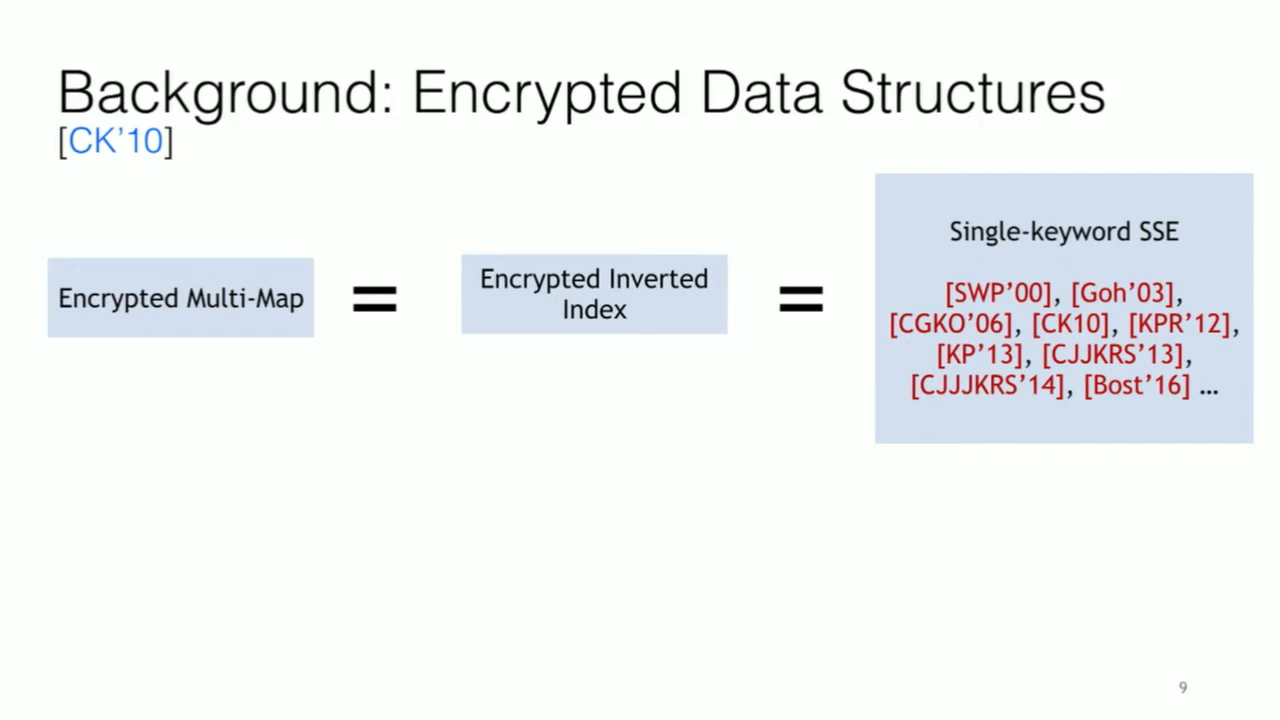 Background: Encrypted Data Structures
[CK’10]
Encrypted Multi-Map
=
Encrypted Inverted
Index
=
Single-keyword SSE
[SWP’00], [Goh’03],
[CGKO’06], [CK10], [KPR’12],
[KP’13], [CJJKRS’13],
[CJJJKRS’14], [Bost’16] …
9